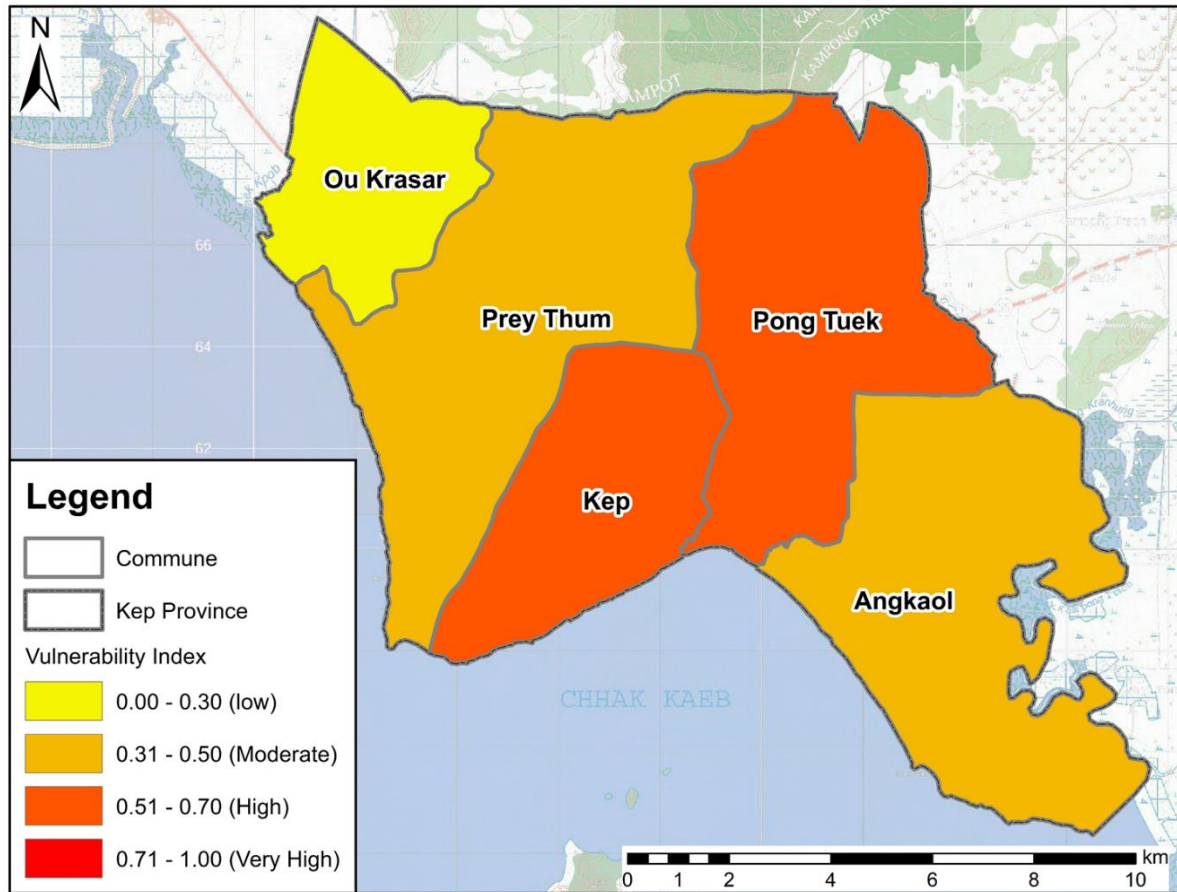 N
KAMPOT
KAMPONG TRAC
Ou Krasar
66
Prey Thum
Pong Tuek
64
62
Kep
Angkaol
CHHAK KAEB
Legend
Commune
Kep Province
Vulnerability Index
0.00 - 0.30 (low)
0.31 - 0.50 (Moderate)
0.51 - 0.70 (High)
0.71 - 1.00 (Very High)
km
0 1 2 4 6 8 10